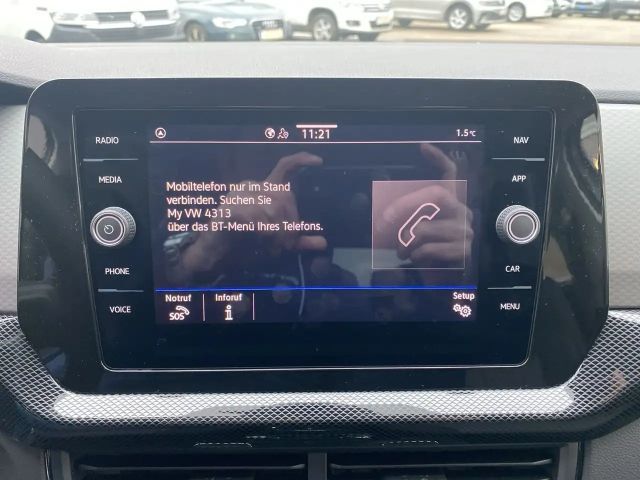 11:21
1.5°C
RADIO
MEDIA
PHONE
VOICE
Mobiltelefon nur im Stand
verbinden. Suchen Sie
My VW 4313
über das BT-Menü Ihres Telefons.
NAV
APP
CAR
MENU
Notruf
SOS
Inforuf
i
Setup